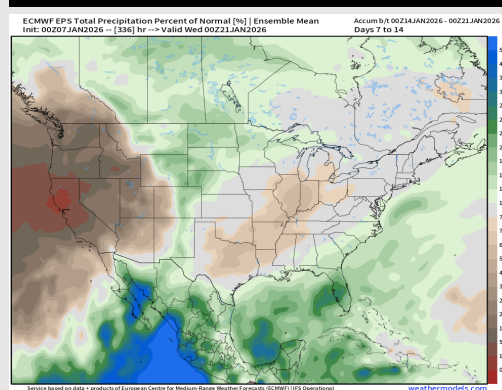 ECMWF EPS Total Precipitation Percent of Normal [%] | Ensemble Mean
Init: 00Z07JAN2026 -- [336] hr --> Valid Wed 00Z21JAN2026
Accum b/t 00Z14JAN2026 - 00Z21JAN2026
Days 7 to 14
Service based on data + products of European Centre for Medium-Range Weather Forecasts (ECMWF) | IFS Operational
weathermodels.com